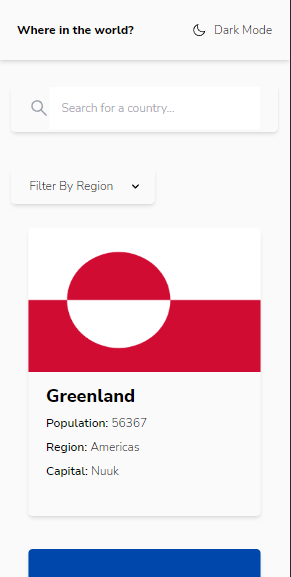 Where in the world?
Dark Mode
Search for a country...
Filter By Region
Greenland
Population: 56367
Region: Americas
Capital: Nuuk